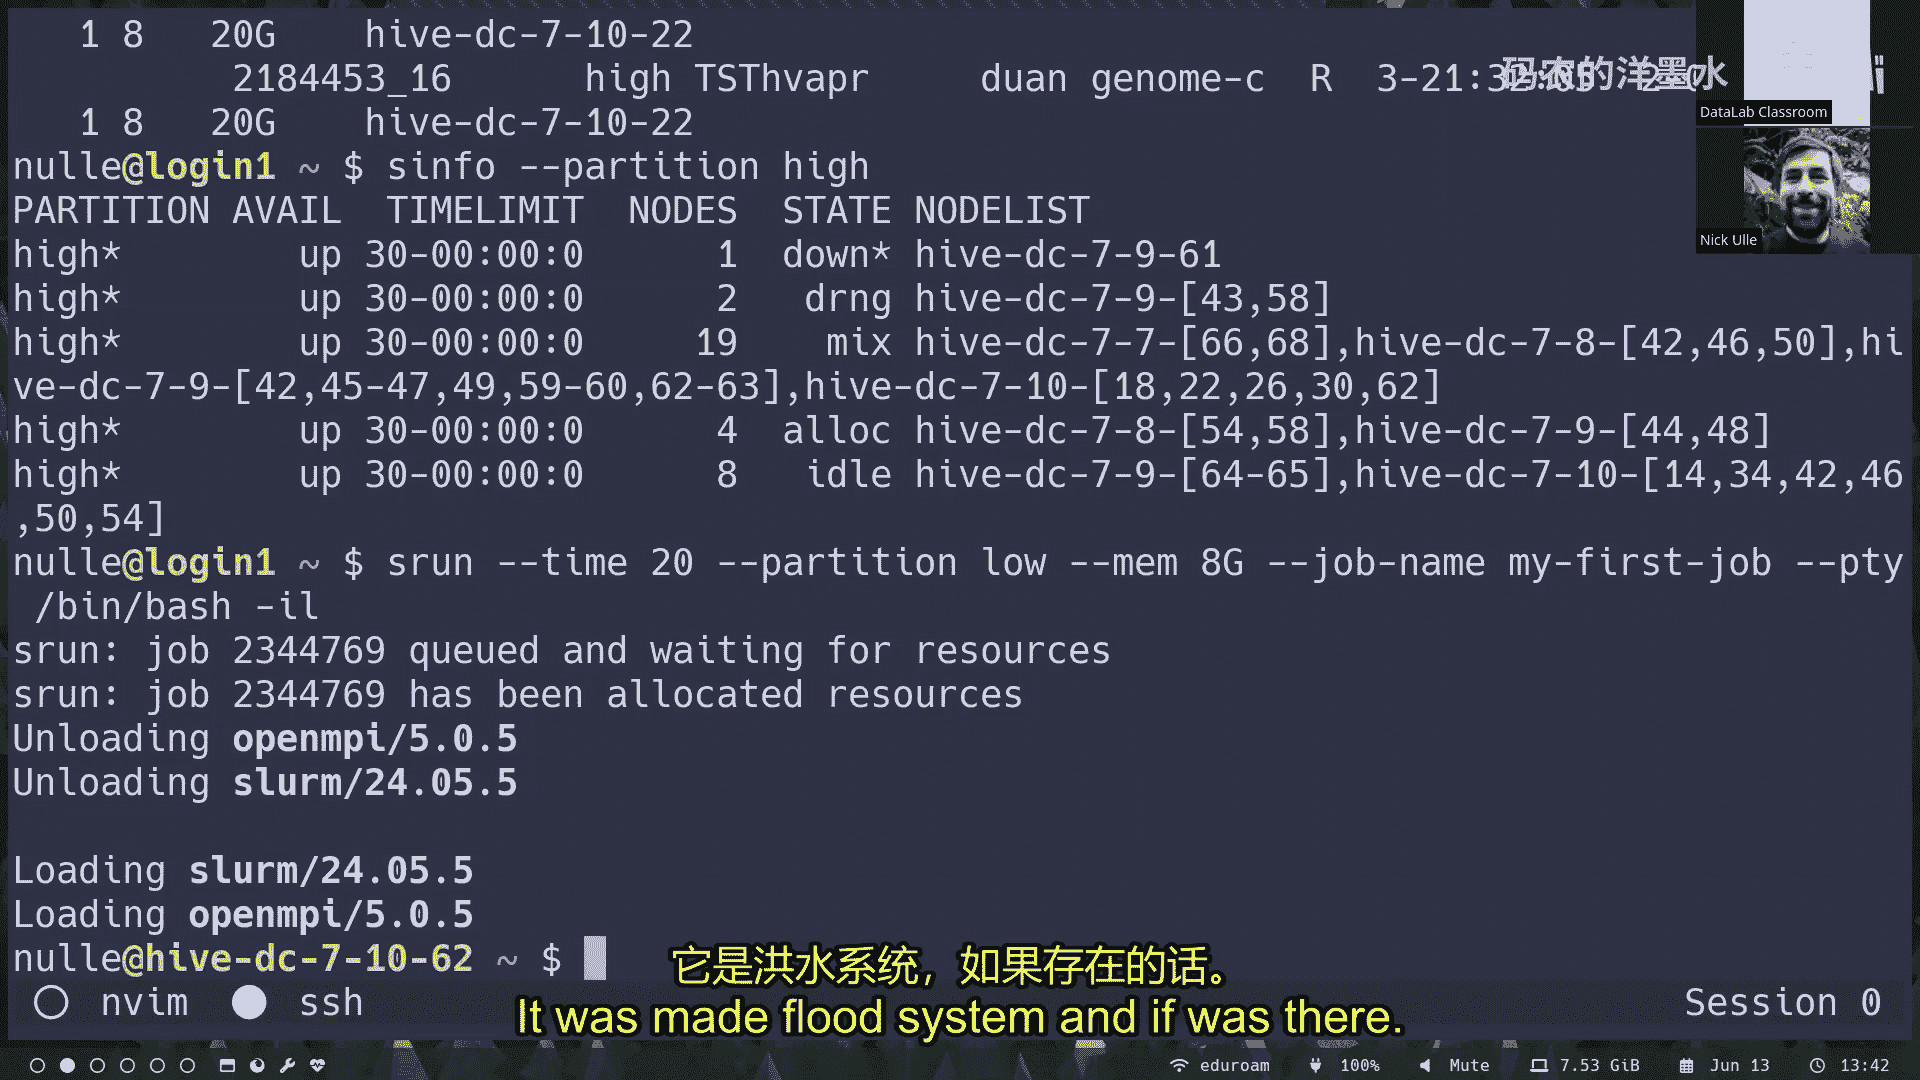 1 8 20G hive-dc-7-10-22
2184453_16 high TSThvapr duan genome-c R 3-21:32:05
码农的洋墨水
DataLab Classroom
1 8 20G hive-dc-7-10-22
nulle@login1 ~ $ sinfo --partition high
PARTITION AVAIL TIMELIMIT NODES STATE NODELIST
Nick Ulle
high* up 30-00:00:0 1 down* hive-dc-7-9-61
high* up 30-00:00:0 2 drng hive-dc-7-9-[43,58]
high* up 30-00:00:0 19 mix hive-dc-7-7-[66,68],hive-dc-7-8-[42,46,50],hi
ve-dc-7-9-[42,45-47,49,59-60,62-63],hive-dc-7-10-[18,22,26,30,62]
high* up 30-00:00:0 4 alloc hive-dc-7-8-[54,58],hive-dc-7-9-[44,48]
high* up 30-00:00:0 8 idle hive-dc-7-9-[64-65],hive-dc-7-10-[14,34,42,46
,50,54]
nulle@login1 ~ $ srun --time 20 --partition low --mem 8G --job-name my-first-job --pty
/bin/bash -il
srun: job 2344769 queued and waiting for resources
srun: job 2344769 has been allocated resources
Unloading openmpi/5.0.5
Unloading slurm/24.05.5
Loading slurm/24.05.5
Loading openmpi/5.0.5
nulle@hive-dc-7-10-62 ~ $
它是洪水系统，如果存在的话。
It was made flood system and if was there.
nvim ssh Session 0
eduroam 100% Mute 7.53 GiB Jun 13 13:42